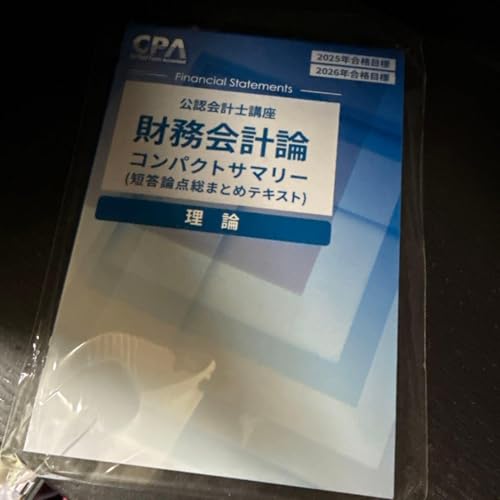 CPA
2025年合格目標
2026年合格目標
Financial Statements
公認会計士講座
財務会計論
コンパクトサマリー
(短答論点総まとめテキスト)
理論